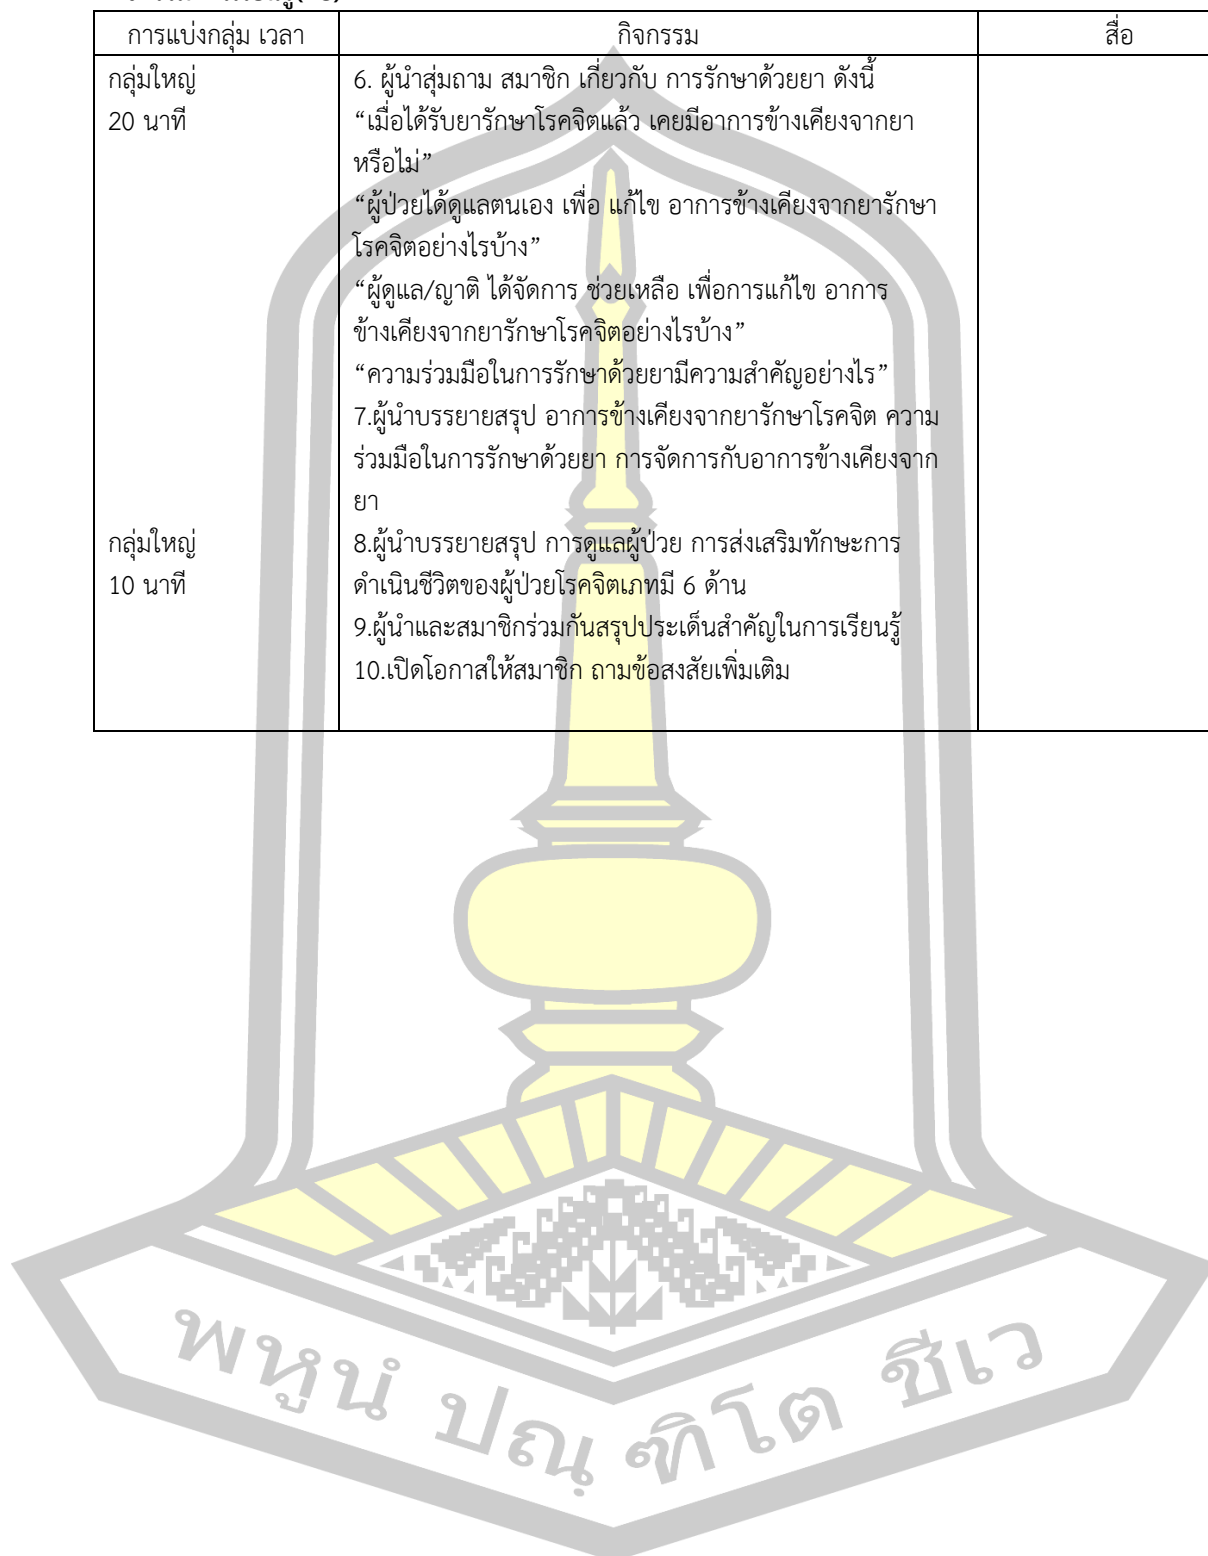 การแบ่งกลุ่ม เวลา กิจกรรม สื่อ
กลุ่มใหญ่ 6. ผู้นำสุ่มถาม สมาชิก เกี่ยวกับ การรักษาด้วยยา ดังนี้
20 นาที “เมื่อได้รับยารักษาโรคจิตแล้ว เคยมีอาการข้างเคียงจากยา
หรือไม่”
“ผู้ป่วยได้ดูแลตนเอง เพื่อ แก้ไข อาการข้างเคียงจากยารักษา
โรคจิตอย่างไรบ้าง”
“ผู้ดูแล/ญาติ ได้จัดการ ช่วยเหลือ เพื่อการแก้ไข อาการ
ข้างเคียงจากยารักษาโรคจิตอย่างไรบ้าง”
“ความร่วมมือในการรักษาด้วยยามีความสำคัญอย่างไร”
7.ผู้นำบรรยายสรุป อาการข้างเคียงจากยารักษาโรคจิต ความ
ร่วมมือในการรักษาด้วยยา การจัดการกับอาการข้างเคียงจาก
ยา
กลุ่มใหญ่ 8.ผู้นำบรรยายสรุป การดูแลผู้ป่วย การส่งเสริมทักษะการ
10 นาที ดำเนินชีวิตของผู้ป่วยโรคจิตเภทมี 6 ด้าน
9.ผู้นำและสมาชิกร่วมกันสรุปประเด็นสำคัญในการเรียนรู้
10.เปิดโอกาสให้สมาชิก ถามข้อสงสัยเพิ่มเติม
พหูนํ ปณฺฑิโต ชีเว